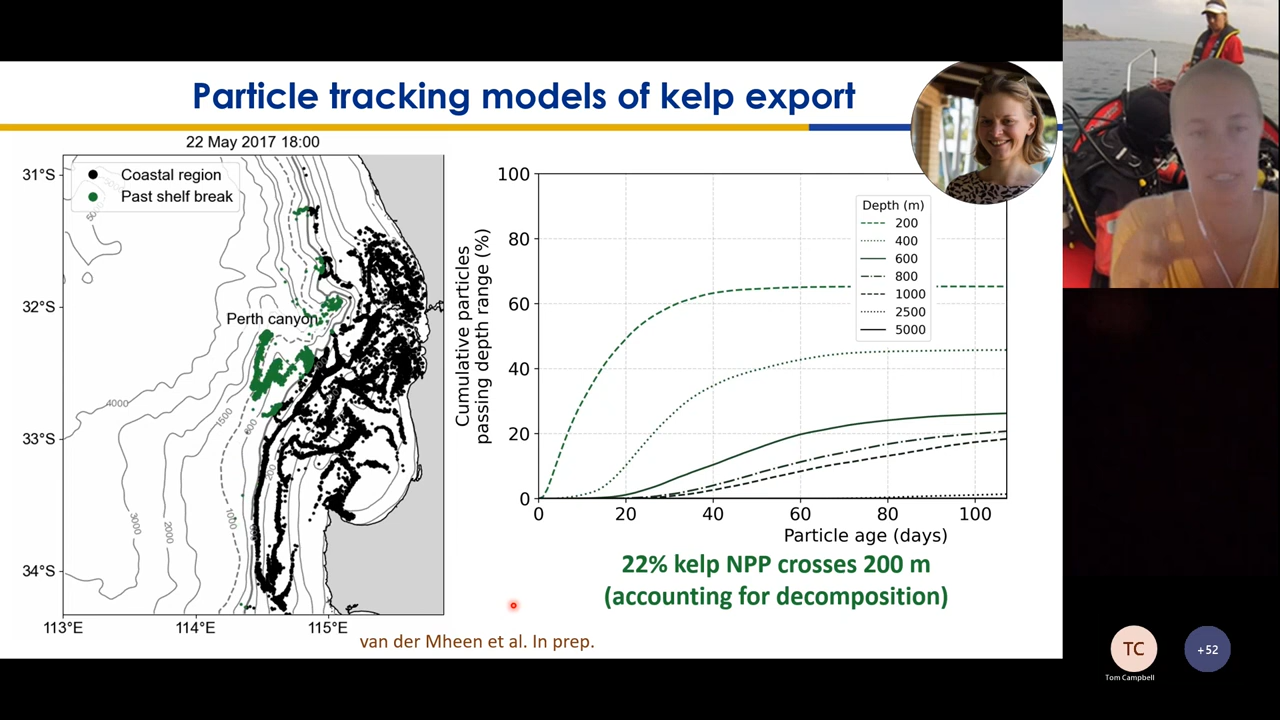 Particle tracking models of kelp export
22 May 2017 18:00
Coastal region
Past shelf break
31°S
32°S
33°S
34°S
113°E
114°E
115°E
Perth canyon
4000
1500
600
200
3000
2000
1000
Cumulative particles
passing depth range (%)
100
80
60
40
20
0
Depth (m)
200
400
600
800
1000
2500
5000
0
20
40
60
80
100
Particle age (days)
22% kelp NPP crosses 200 m
(accounting for decomposition)
van der Mheen et al. In prep.
TC
+52
Tom Campbell